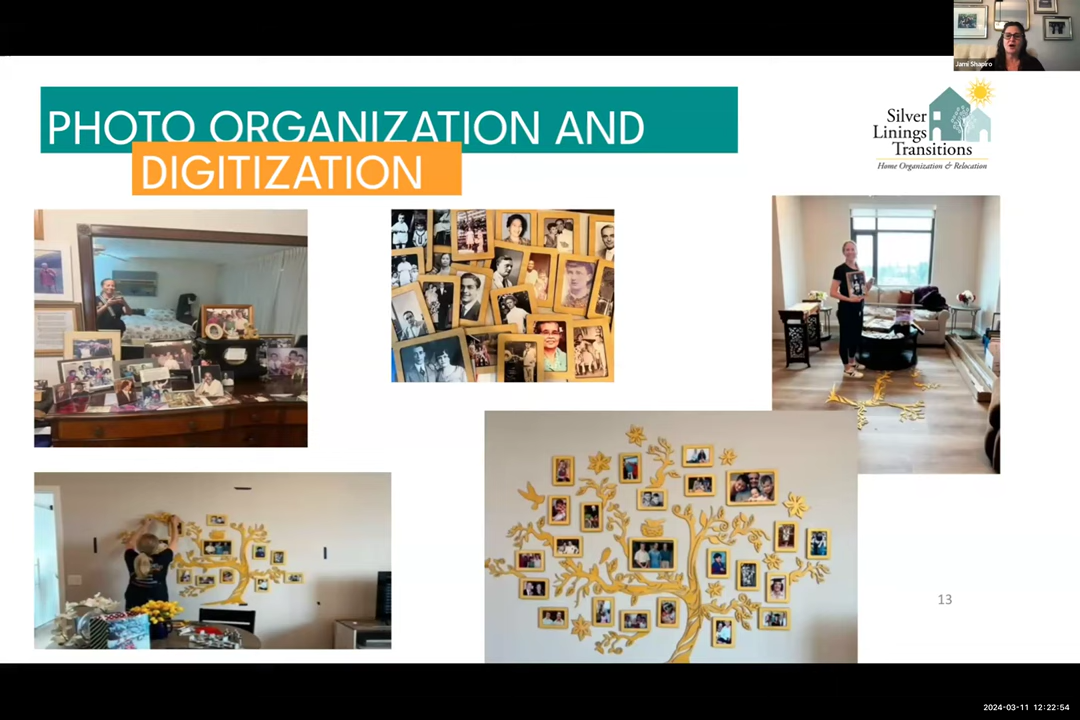 Jami Shapiro
PHOTO ORGANIZATION AND
DIGITIZATION
Silver
Linings
Transitions
Home Organization & Relocation
13
2024-03-11 12:22:54